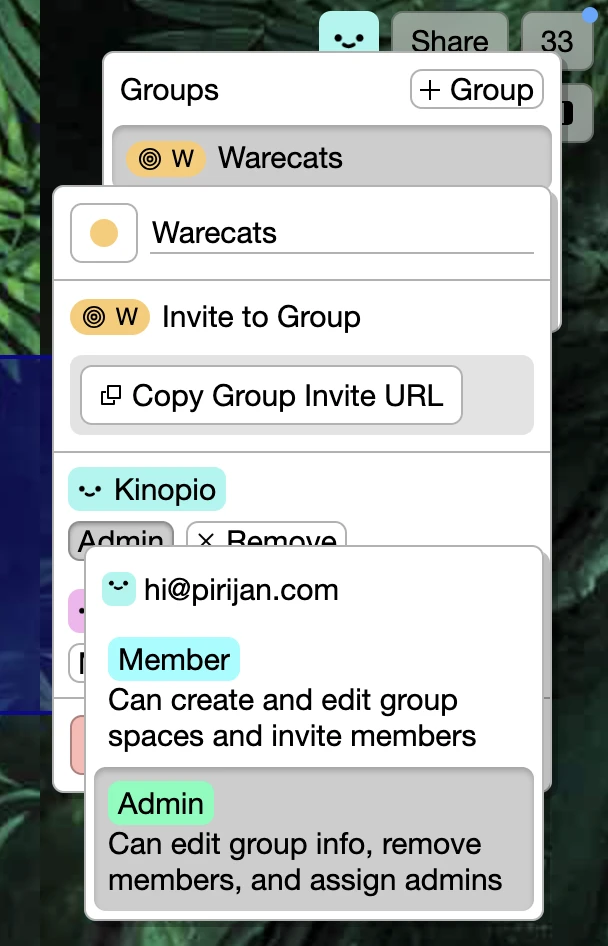 Share
33
Groups
+ Group
W Warecats
Warecats
W Invite to Group
Copy Group Invite URL
Kinopio
Admin
Remove
hi@pirijan.com
Member
Can create and edit group
spaces and invite members
Admin
Can edit group info, remove
members, and assign admins